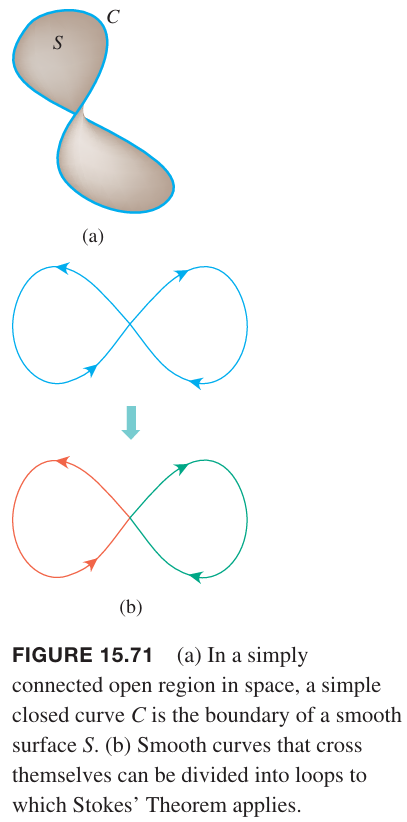 C
S
(a)
(b)
FIGURE 15.71 (a) In a simply
connected open region in space, a simple
closed curve C is the boundary of a smooth
surface S. (b) Smooth curves that cross
themselves can be divided into loops to
which Stokes’ Theorem applies.